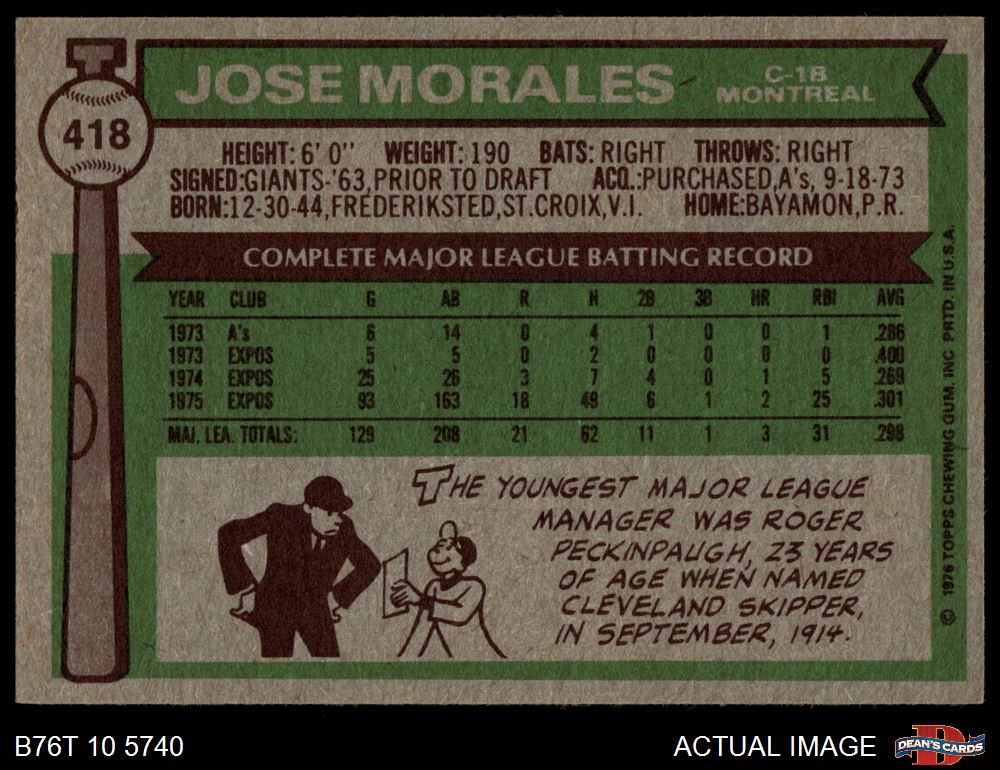 418
JOSE MORALES
C-1B
MONTREAL
HEIGHT: 6' 0" WEIGHT: 190 BATS: RIGHT THROWS: RIGHT
SIGNED: GIANTS-'63, PRIOR TO DRAFT ACQ.: PURCHASED, A's, 9-18-73
BORN: 12-30-44, FREDERIKSTED, ST. CROIX, V.I. HOME: BAYAMON, P.R.
COMPLETE MAJOR LEAGUE BATTING RECORD
YEAR CLUB G AB R H 2B 3B HR RBI AVG
1973 A's 6 14 0 4 1 0 0 1 .286
1973 EXPOS 5 5 0 2 0 0 0 0 .400
1974 EXPOS 25 26 3 7 4 0 1 5 .269
1975 EXPOS 93 163 18 49 6 1 2 25 .301
MAJ. LEA. TOTALS: 129 208 21 62 11 1 3 31 .298
THE YOUNGEST MAJOR LEAGUE
MANAGER WAS ROGER
PECKINPAUGH, 23 YEARS
OF AGE WHEN NAMED
CLEVELAND SKIPPER,
IN SEPTEMBER, 1914.
© 1976 TOPPS CHEWING GUM, INC PRTD. IN U.S.A.
B76T 10 5740
ACTUAL IMAGE
D
DEAN'S CARDS